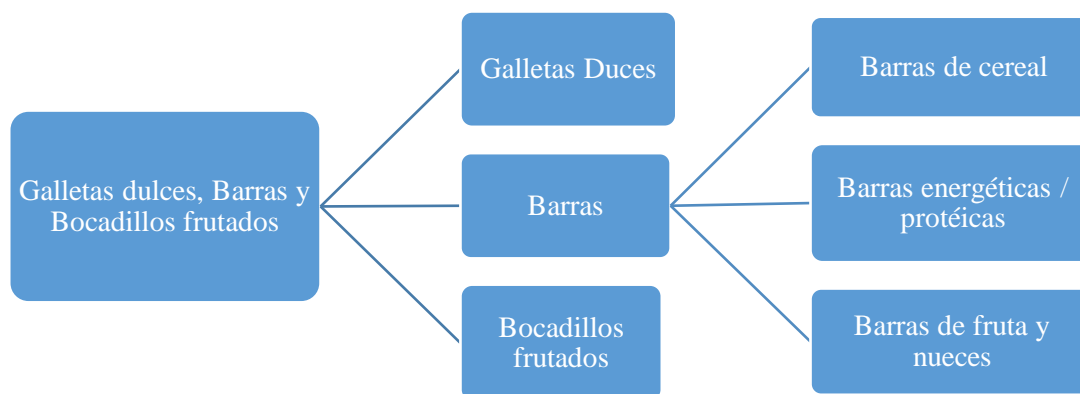 Galletas dulces, Barras y
Bocadillos frutados
Galletas Duces
Barras
Bocadillos
frutados
Barras de cereal
Barras energéticas /
protéicas
Barras de fruta y
nueces